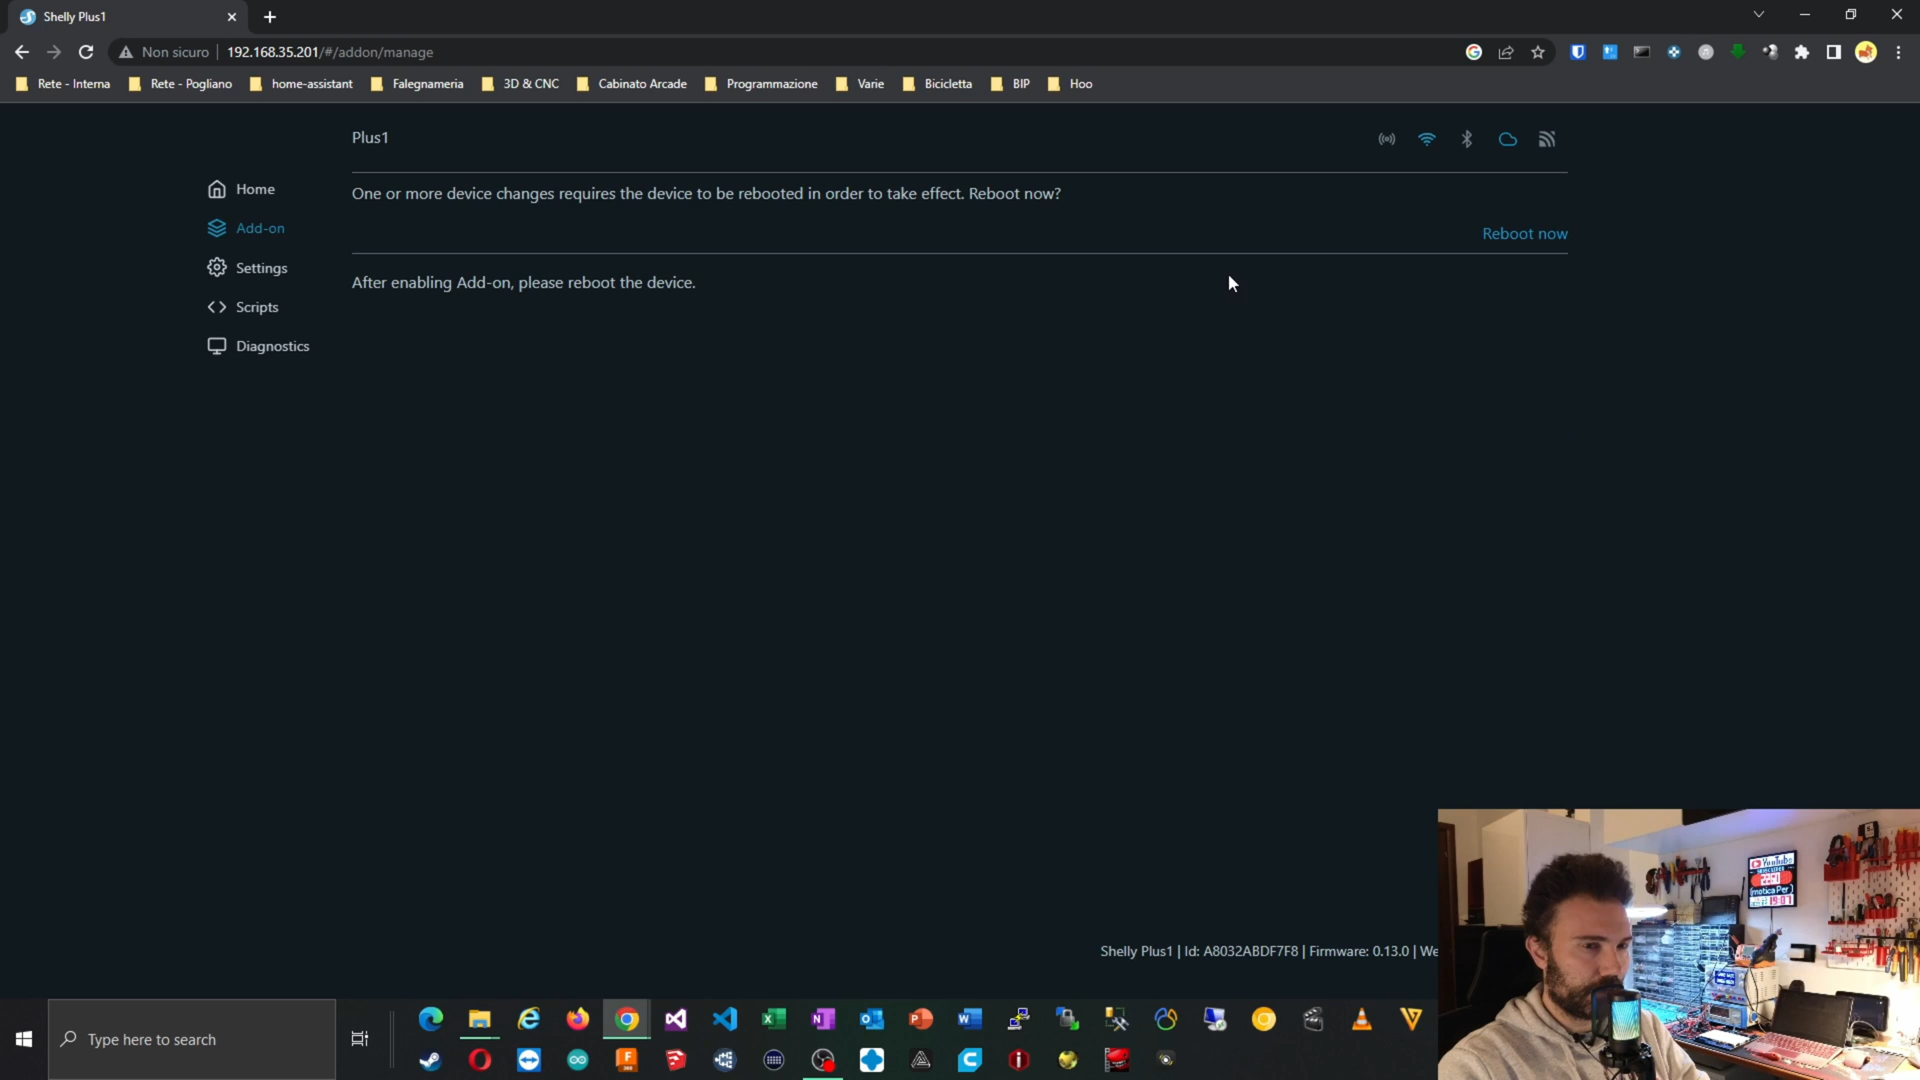 Shelly Plus1
Non sicuro
192.168.35.201/#/addon/manage
Rete - Interna
Rete - Pogliano
home-assistant
Falegnameria
3D & CNC
Cabinato Arcade
Programmazione
Varie
Bicicletta
BIP
Hoo
Plus1
Home
Add-on
Settings
Scripts
Diagnostics
One or more device changes requires the device to be rebooted in order to take effect. Reboot now?
Reboot now
After enabling Add-on, please reboot the device.
Shelly Plus1 | Id: A8032ABDF7F8 | Firmware: 0.13.0 | We
Type here to search
YouTube
19:07